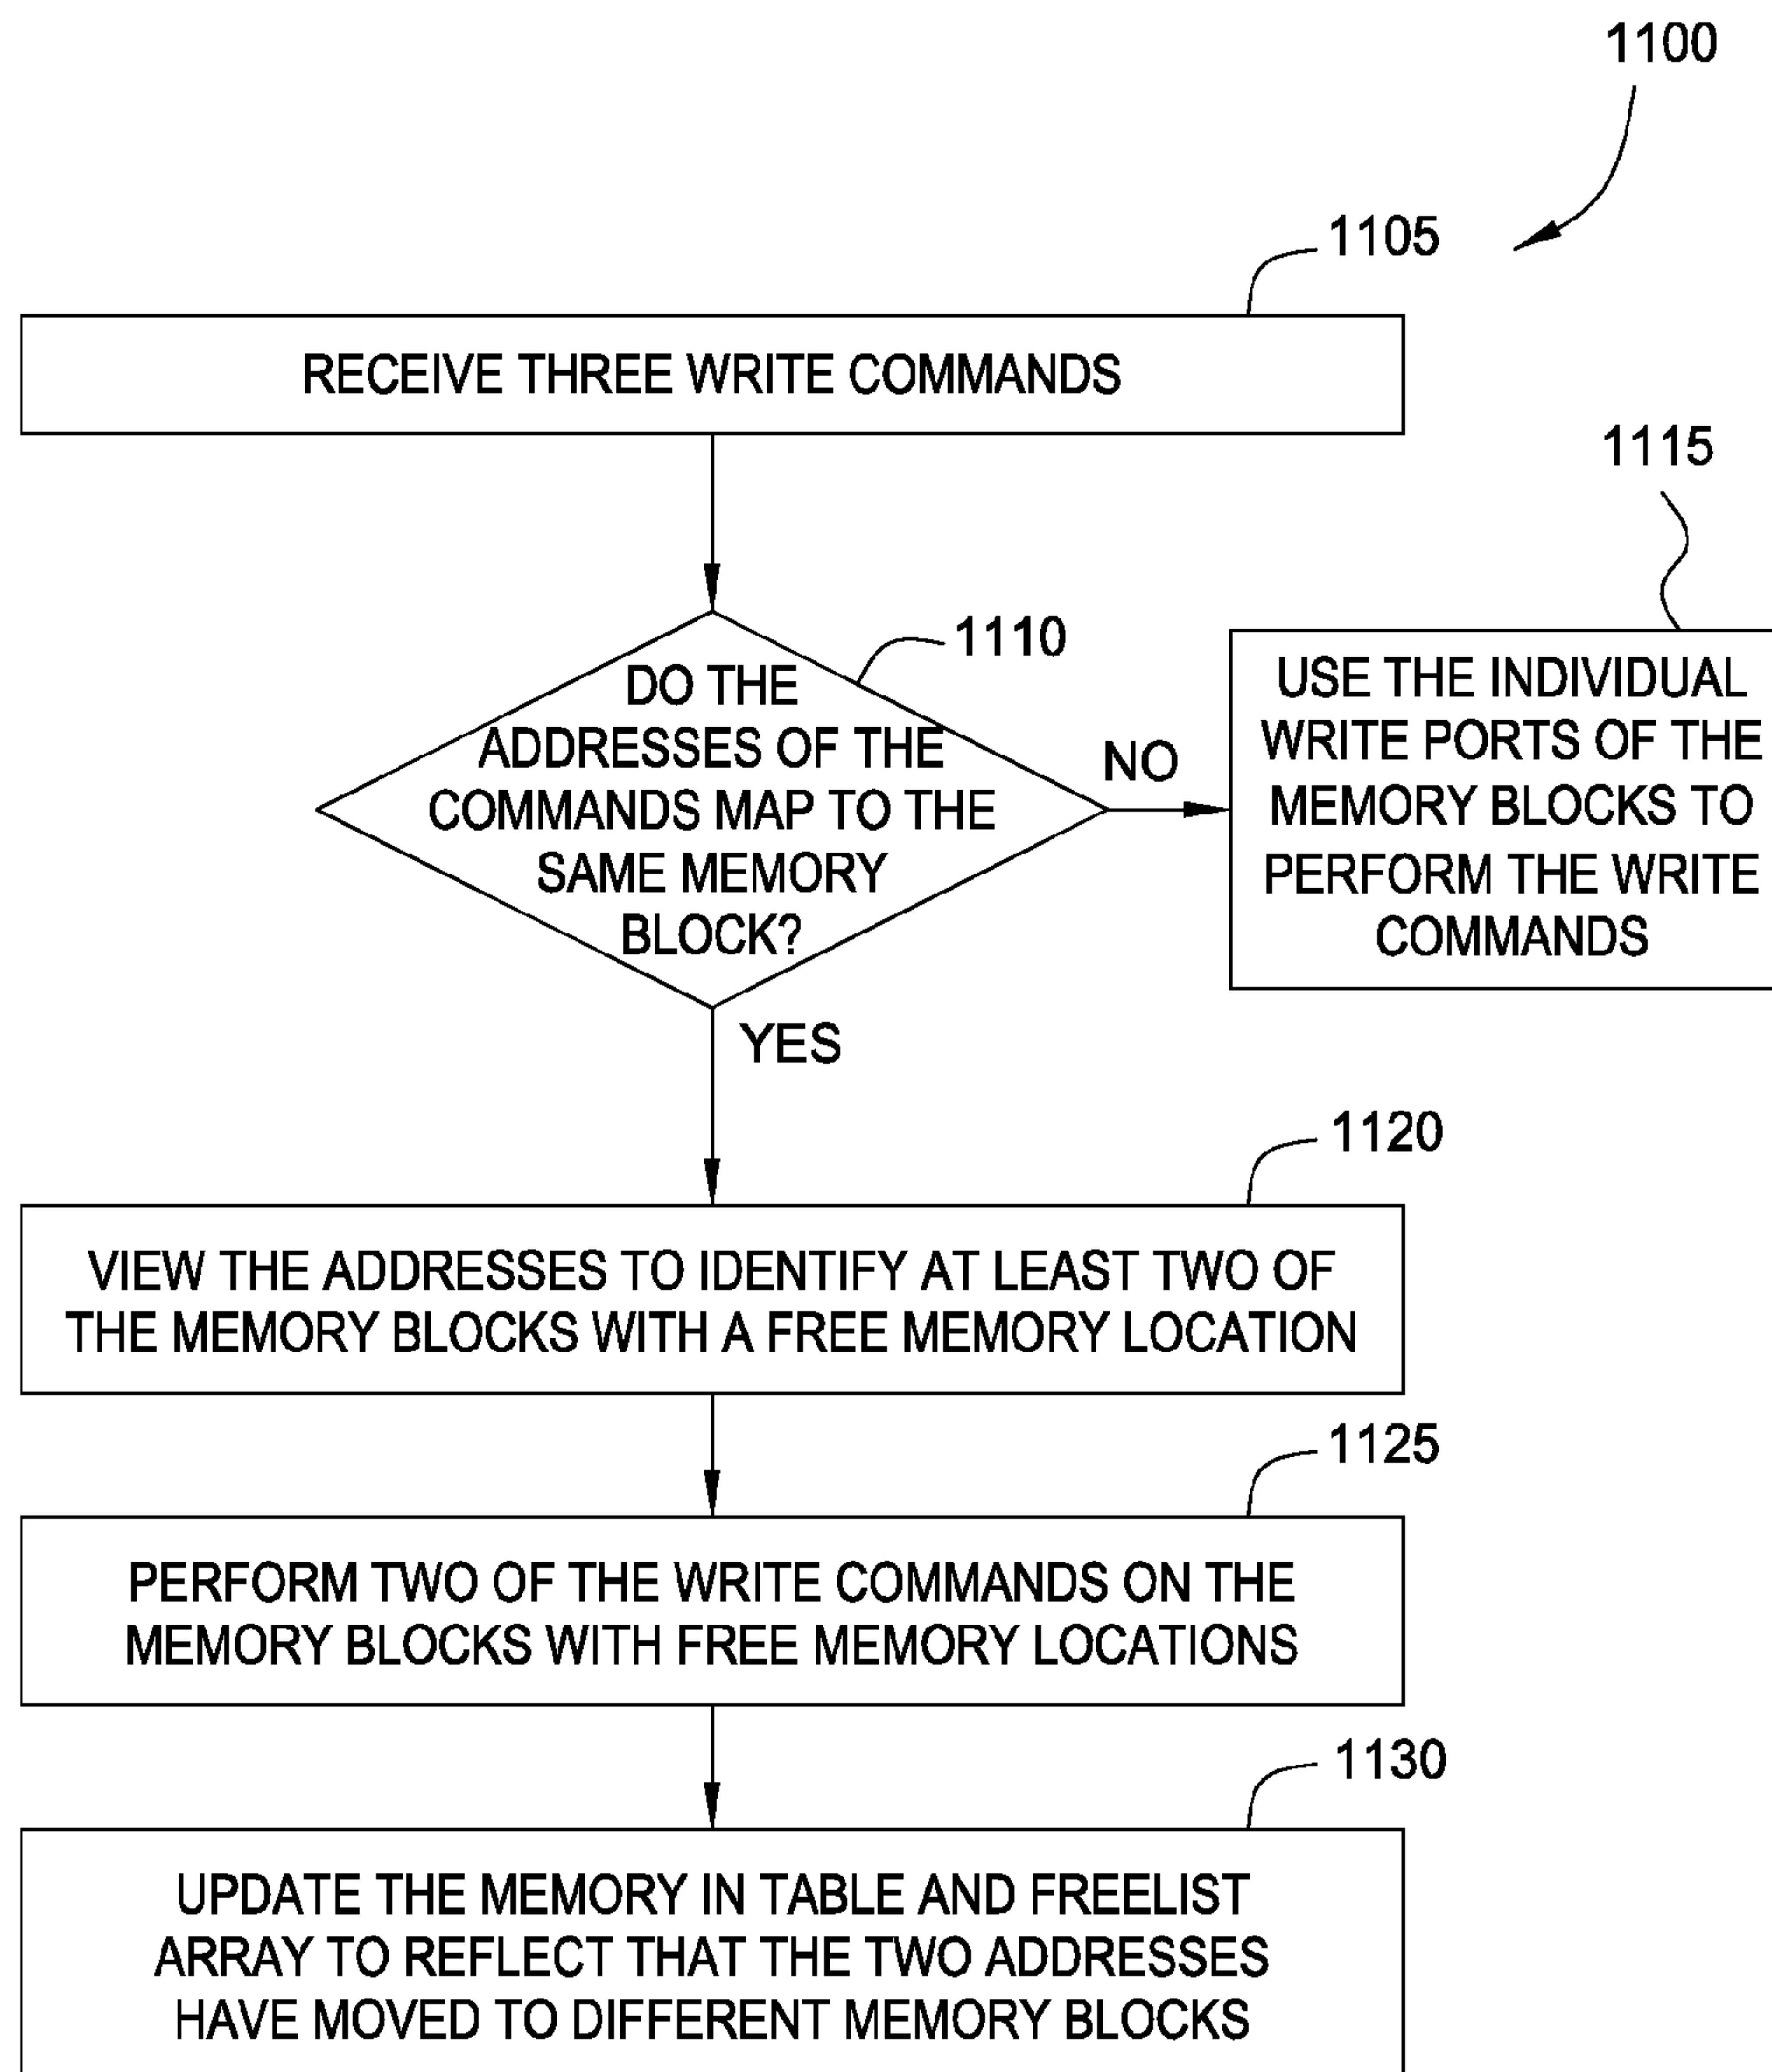 1100
1105
RECEIVE THREE WRITE COMMANDS
1115
1110
DO THE
ADDRESSES OF THE
COMMANDS MAP TO THE
SAME MEMORY
BLOCK?
NO
USE THE INDIVIDUAL
WRITE PORTS OF THE
MEMORY BLOCKS TO
PERFORM THE WRITE
COMMANDS
YES
1120
VIEW THE ADDRESSES TO IDENTIFY AT LEAST TWO OF
THE MEMORY BLOCKS WITH A FREE MEMORY LOCATION
1125
PERFORM TWO OF THE WRITE COMMANDS ON THE
MEMORY BLOCKS WITH FREE MEMORY LOCATIONS
1130
UPDATE THE MEMORY IN TABLE AND FREELIST
ARRAY TO REFLECT THAT THE TWO ADDRESSES
HAVE MOVED TO DIFFERENT MEMORY BLOCKS